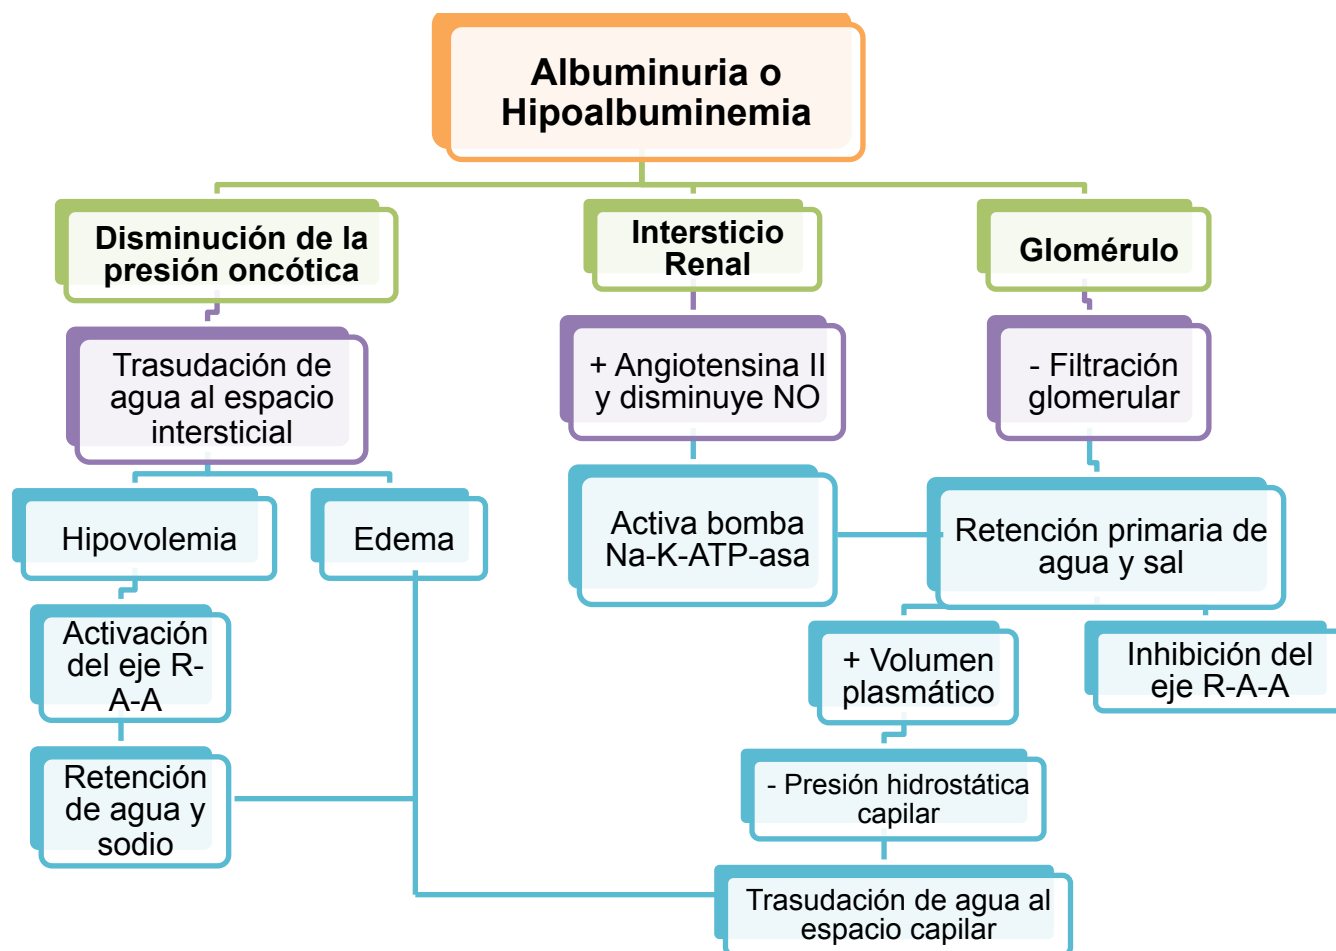 Albuminuria o
Hipoalbuminemia
Disminución de la
presión oncótica
Intersticio
Renal
Glomérulo
Trasudación de
agua al espacio
intersticial
+ Angiotensina II
y disminuye NO
- Filtración
glomerular
Hipovolemia
Edema
Activa bomba
Na-K-ATP-asa
Retención primaria de
agua y sal
Activación
del eje R-
A-A
+ Volumen
plasmático
Inhibición del
eje R-A-A
Retención
de agua y
sodio
- Presión hidrostática
capilar
Trasudación de agua al
espacio capilar